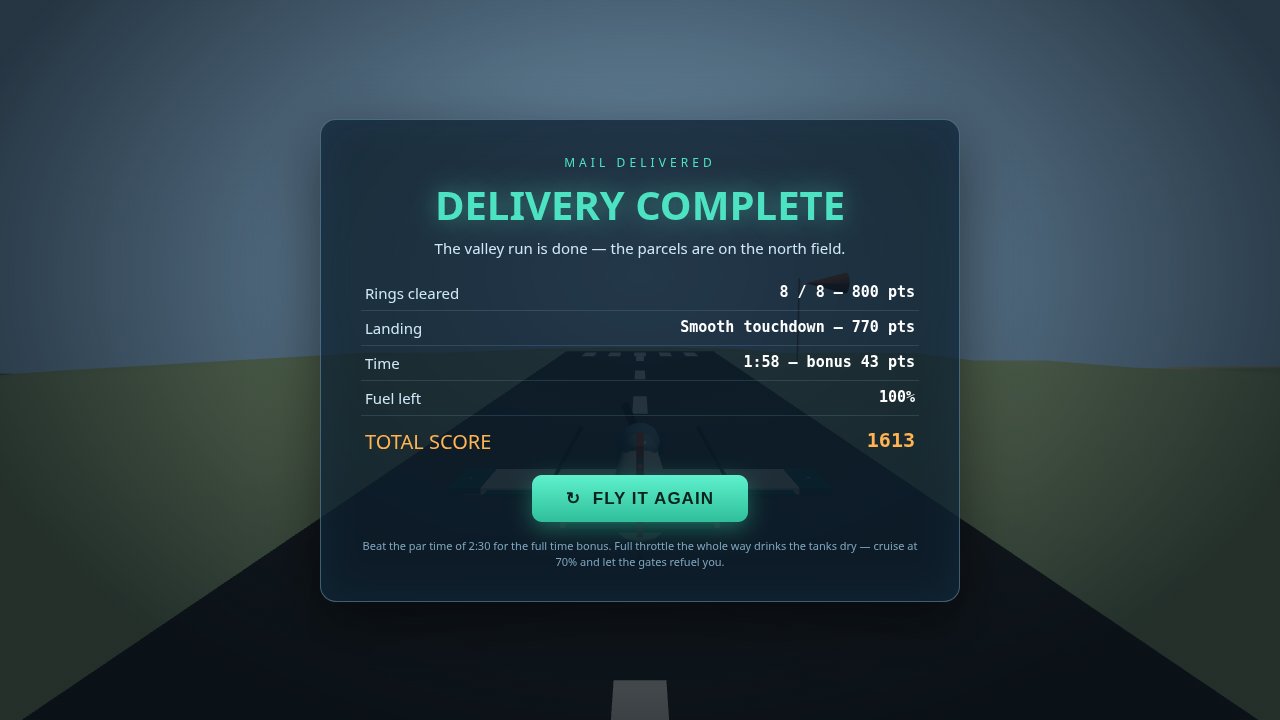 MAIL DELIVERED
DELIVERY COMPLETE
The valley run is done — the parcels are on the north field.
Rings cleared 8 / 8 — 800 pts
Landing Smooth touchdown — 770 pts
Time 1:58 — bonus 43 pts
Fuel left 100%
TOTAL SCORE 1613
↻ FLY IT AGAIN
Beat the par time of 2:30 for the full time bonus. Full throttle the whole way drinks the tanks dry — cruise at
70% and let the gates refuel you.